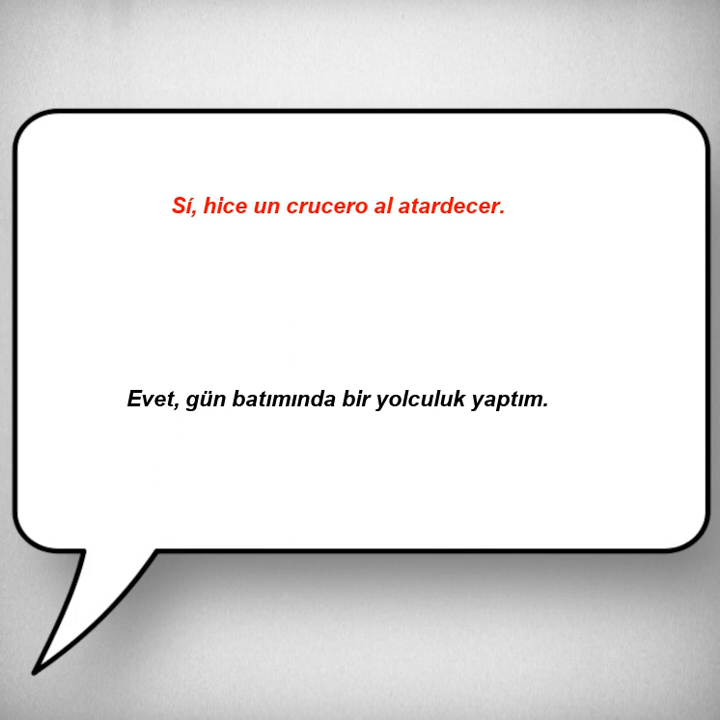 Sí, hice un crucero al atardecer.
Evet, gün batımında bir yolculuk yaptım.